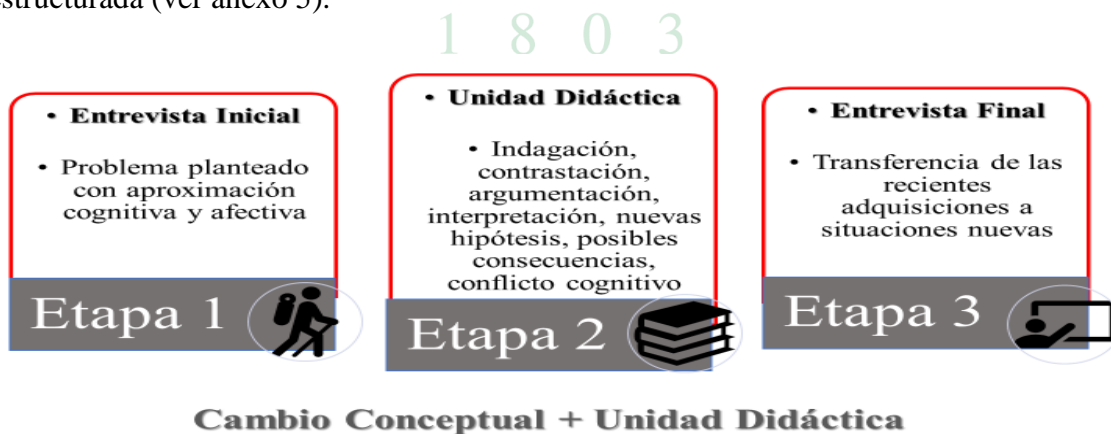 estructurada (ver anexo 5).
1 8 0 3
• Entrevista Inicial
• Problema planteado
con aproximación
cognitiva y afectiva
Etapa 1
• Unidad Didáctica
• Indagación,
contrastación,
argumentación,
interpretación, nuevas
hipótesis, posibles
consecuencias,
conflicto cognitivo
Etapa 2
• Entrevista Final
• Transferencia de las
recientes
adquisiciones a
situaciones nuevas
Etapa 3
Cambio Conceptual + Unidad Didáctica